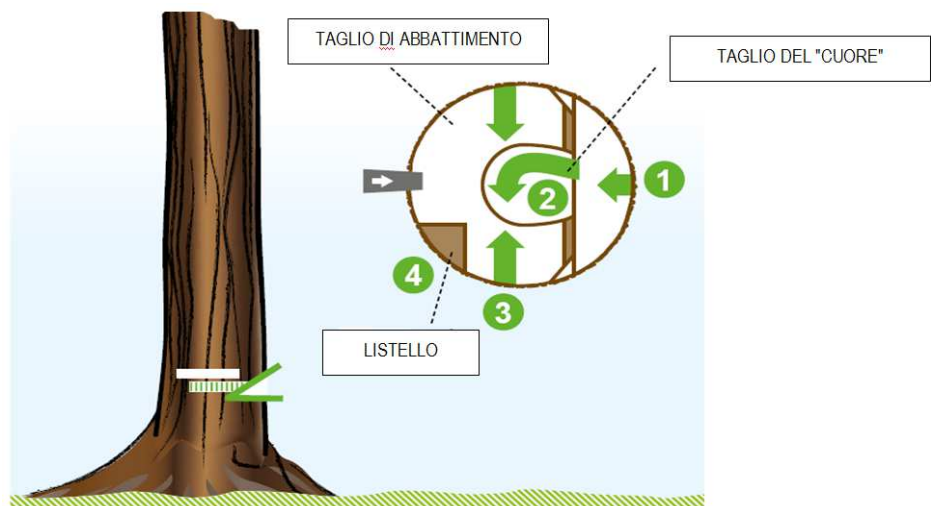 TAGLIO DI ABBATTIMENTO
TAGLIO DEL "CUORE"
1
2
4
3
LISTELLO